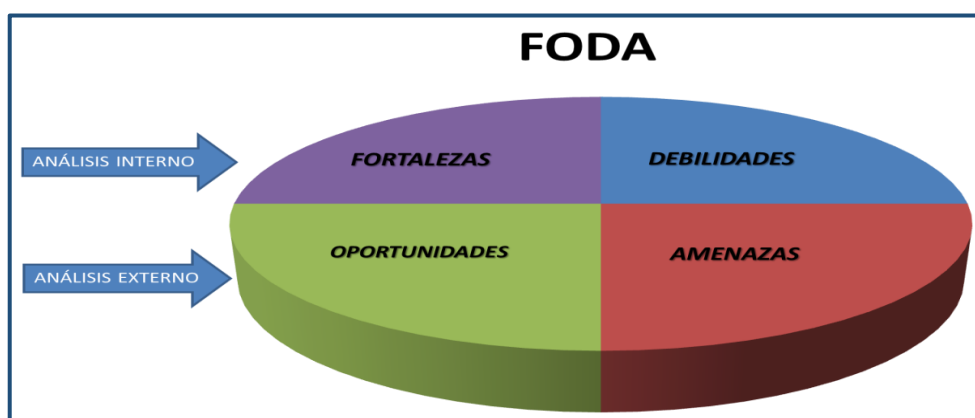 FODA
ANÁLISIS INTERNO
FORTALEZAS
DEBILIDADES
OPORTUNIDADES
AMENAZAS
ANÁLISIS EXTERNO